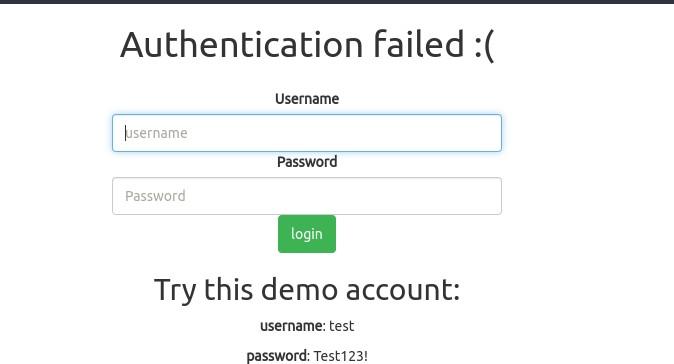 Authentication failed :(
Username
username
Password
Password
login
Try this demo account:
username: test
password: Test123!